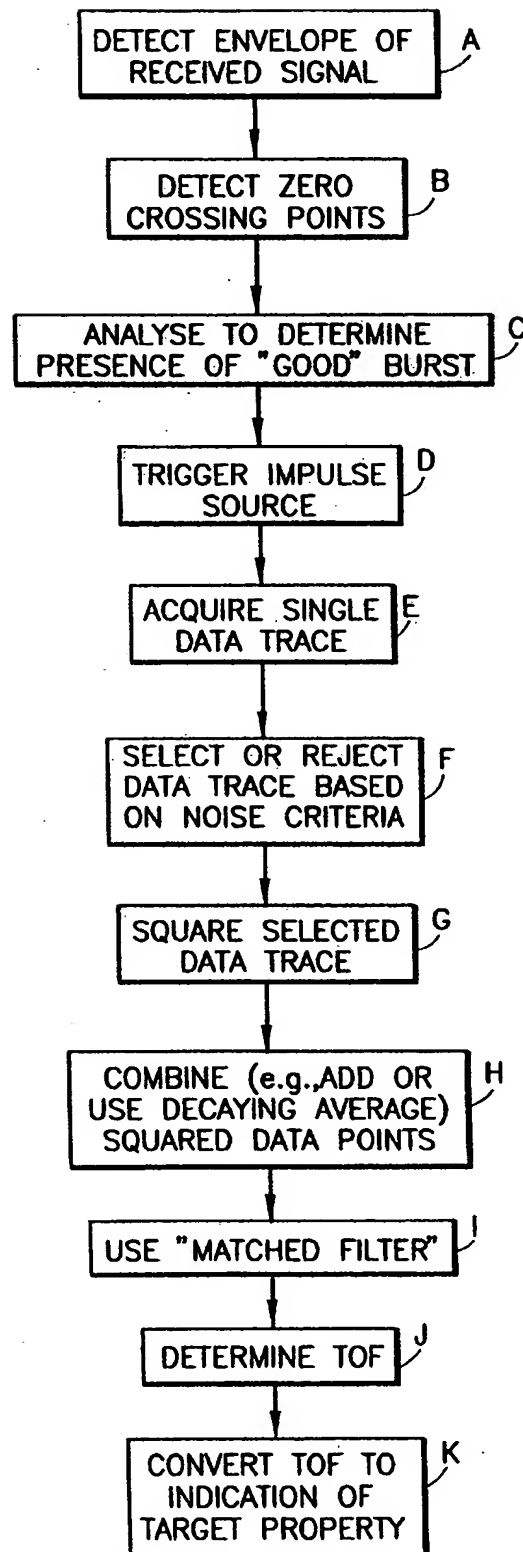 DETECT ENVELOPE OF
RECEIVED SIGNAL
A
DETECT ZERO
CROSSING POINTS
B
ANALYSE TO DETERMINE
PRESENCE OF "GOOD" BURST
C
TRIGGER IMPULSE
SOURCE
D
ACQUIRE SINGLE
DATA TRACE
E
SELECT OR REJECT
DATA TRACE BASED
ON NOISE CRITERIA
F
SQUARE SELECTED
DATA TRACE
G
COMBINE (e.g.,ADD OR
USE DECAYING AVERAGE)
SQUARED DATA POINTS
H
USE "MATCHED FILTER"
I
DETERMINE TOF
J
CONVERT TOF TO
INDICATION OF
TARGET PROPERTY
K